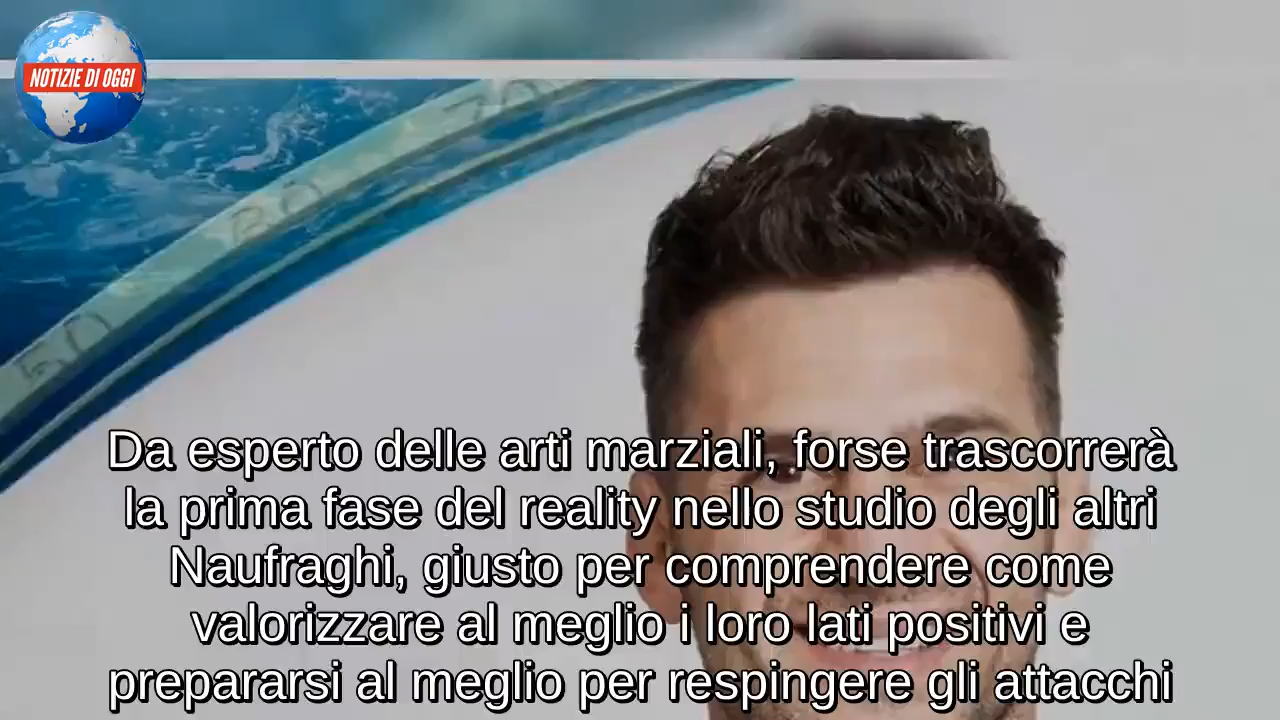 NOTIZIE DI OGGI
Da esperto delle arti marziali, forse trascorrerà
la prima fase del reality nello studio degli altri
Naufraghi, giusto per comprendere come
valorizzare al meglio i loro lati positivi e
prepararsi al meglio per respingere gli attacchi